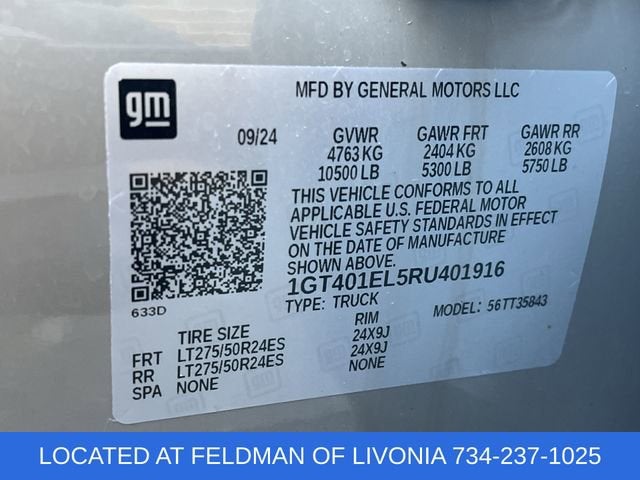 gm
MFD BY GENERAL MOTORS LLC
09/24 GVWR GAWR FRT GAWR RR
4763 KG 2404 KG 2608 KG
10500 LB 5300 LB 5750 LB
THIS VEHICLE CONFORMS TO ALL
APPLICABLE U.S. FEDERAL MOTOR
VEHICLE SAFETY STANDARDS IN EFFECT
ON THE DATE OF MANUFACTURE
SHOWN ABOVE.
1GT401EL5RU401916
633D
TYPE: TRUCK MODEL: 56TT35843
TIRE SIZE RIM
FRT LT275/50R24ES 24X9J
RR LT275/50R24ES 24X9J
SPA NONE NONE
LOCATED AT FELDMAN OF LIVONIA 734-237-1025